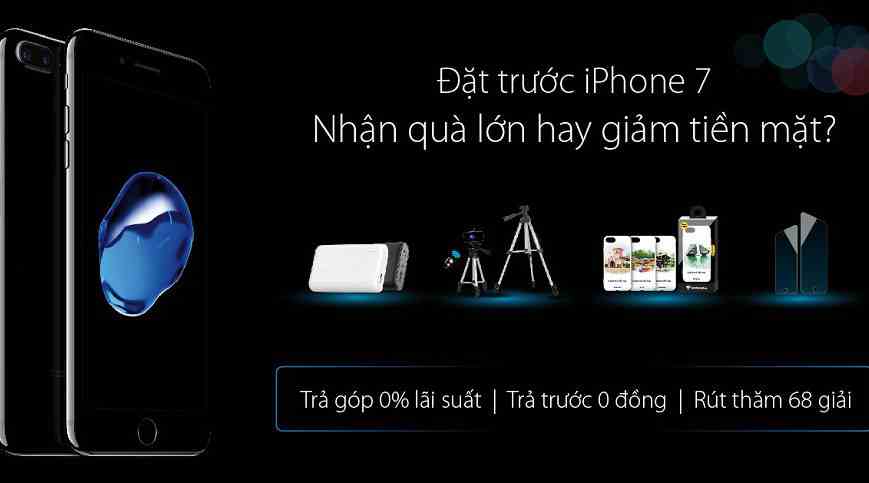 Đặt trước iPhone 7
Nhận quà lớn hay giảm tiền mặt?
Trả góp 0% lãi suất | Trả trước 0 đồng | Rút thăm 68 giải